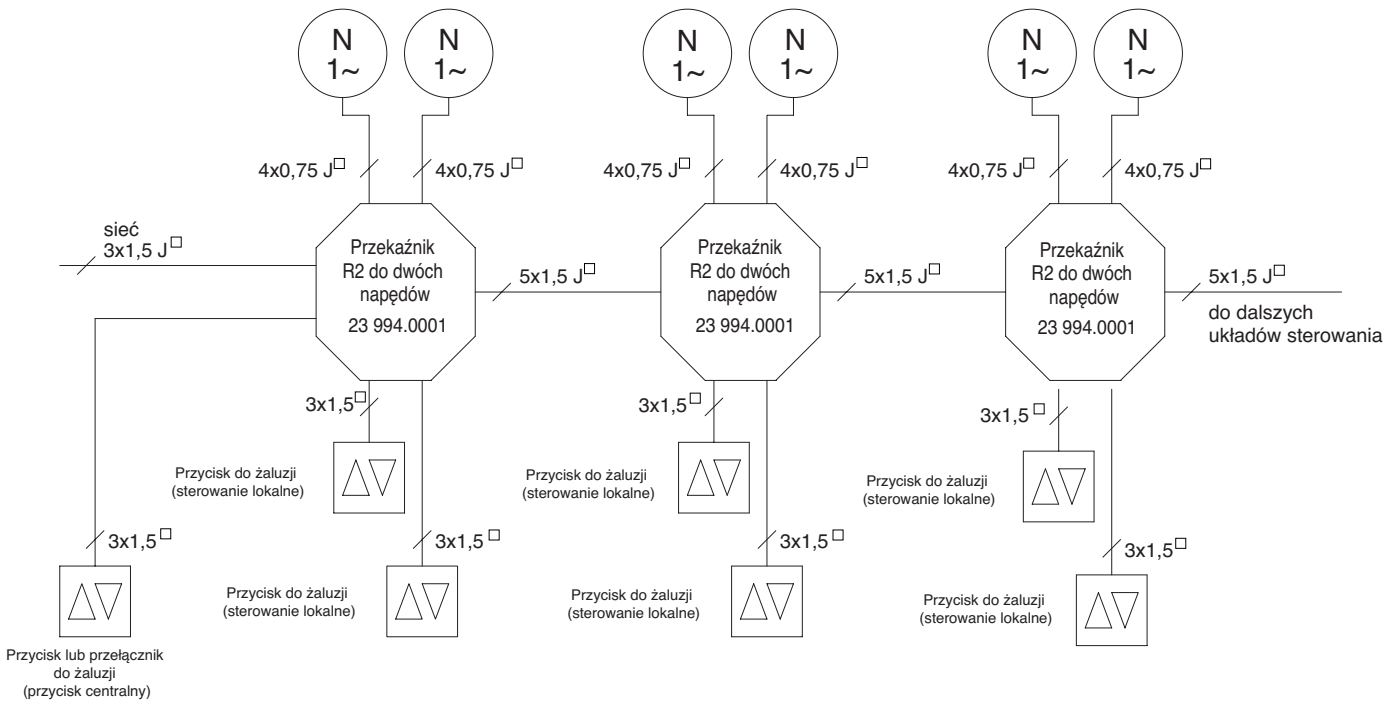 N
1~
N
1~
N
1~
N
1~
N
1~
N
1~
4x0,75 J□
4x0,75 J□
4x0,75 J□
4x0,75 J□
4x0,75 J□
4x0,75 J□
sieć
3x1,5 J□
Przekaźnik
R2 do dwóch
napędów
23 994.0001
5x1,5 J□
Przekaźnik
R2 do dwóch
napędów
23 994.0001
5x1,5 J□
Przekaźnik
R2 do dwóch
napędów
23 994.0001
5x1,5 J□
do dalszych
układów sterowania
3x1,5□
3x1,5□
3x1,5□
Przycisk do żaluzji
(sterowanie lokalne)
Przycisk do żaluzji
(sterowanie lokalne)
Przycisk do żaluzji
(sterowanie lokalne)
3x1,5□
3x1,5□
3x1,5□
3x1,5□
Przycisk do żaluzji
(sterowanie lokalne)
Przycisk do żaluzji
(sterowanie lokalne)
Przycisk do żaluzji
(sterowanie lokalne)
Przycisk lub przełącznik
do żaluzji
(przycisk centralny)